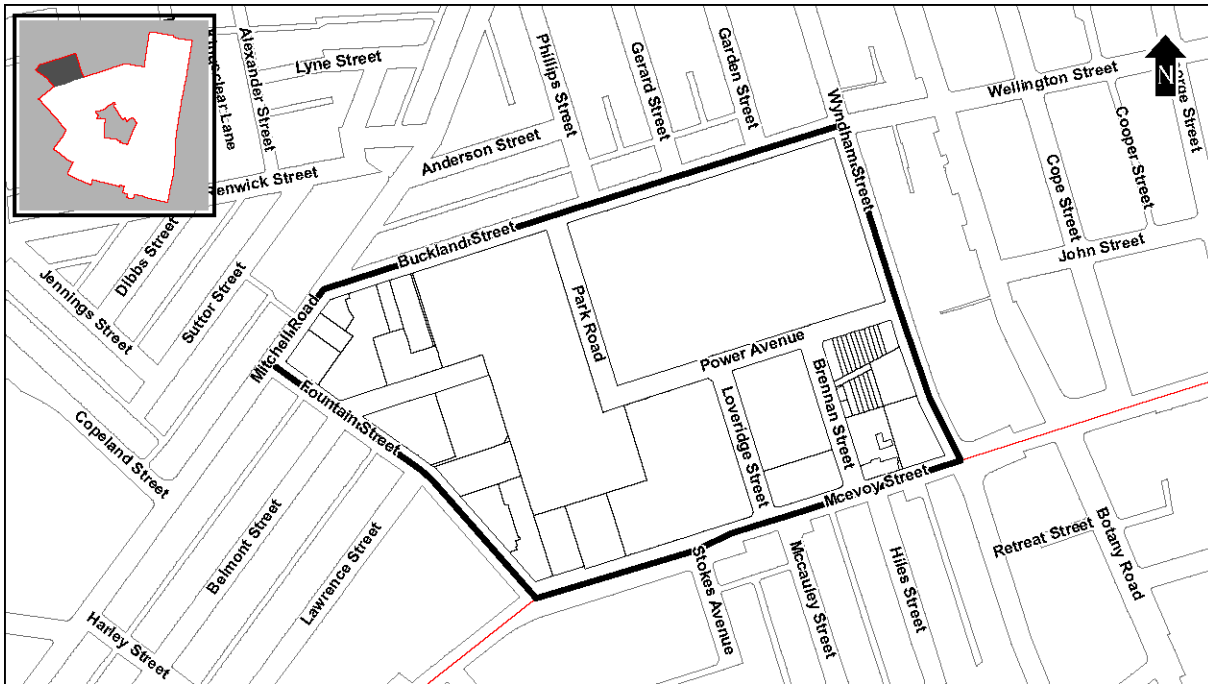 Alexander Street
Lyne Street
Phillips Street
Gerard Street
Garden Street
Wellington Street
N
Wyndham Street
Cooper Street
Cope Street
John Street
Anderson Street
Renwick Street
Dibbs Street
Suttor Street
Jennings Street
Buckland Street
Mitchell Road
Park Road
Power Avenue
Brennan Street
Loveridge Street
Fountain Street
Copeland Street
Mcevoy Street
Belmont Street
Lawrence Street
Harley Street
Stokes Avenue
Mccauley Street
Hiles Street
Retreat Street
Botany Road